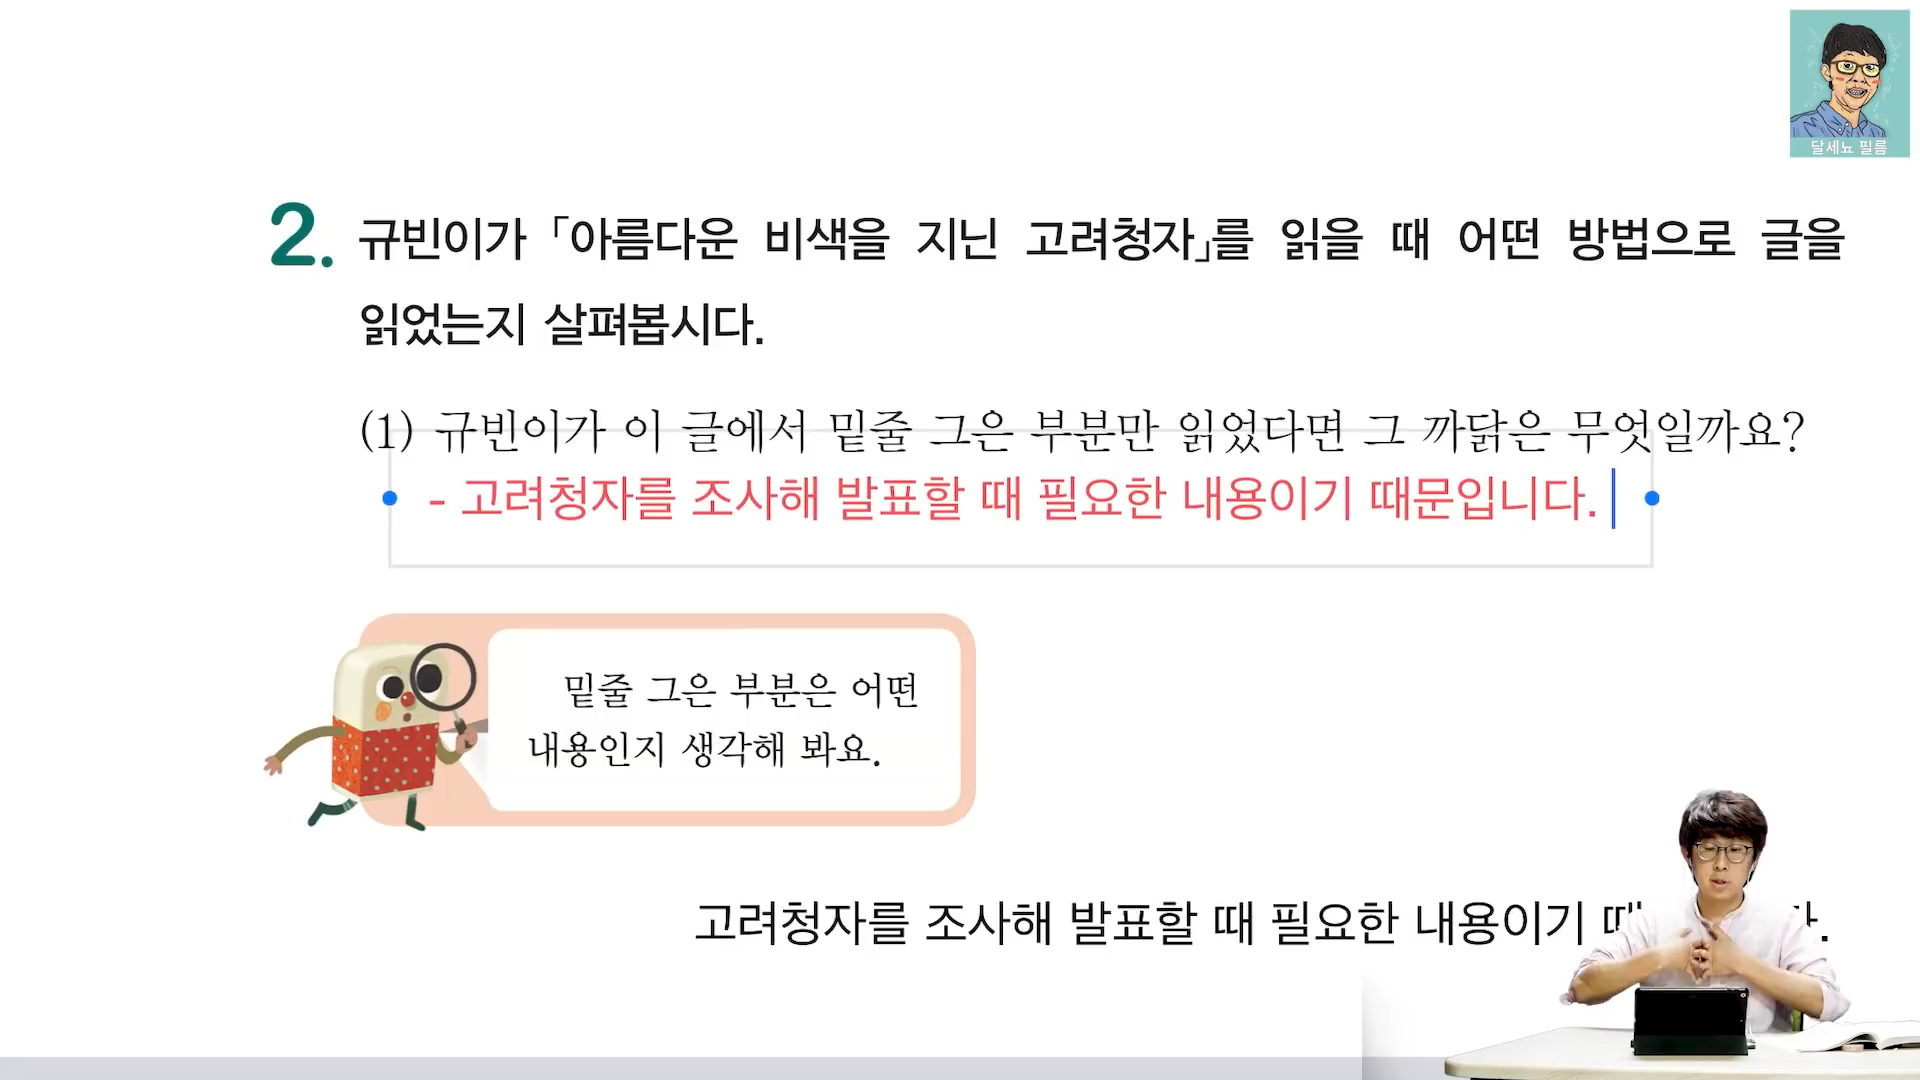 달세뇨 필름
2. 규빈이가 「아름다운 비색을 지닌 고려청자」를 읽을 때 어떤 방법으로 글을
읽었는지 살펴봅시다.
(1) 규빈이가 이 글에서 밑줄 그은 부분만 읽었다면 그 까닭은 무엇일까요?
- 고려청자를 조사해 발표할 때 필요한 내용이기 때문입니다.
밑줄 그은 부분은 어떤
내용인지 생각해 봐요.
고려청자를 조사해 발표할 때 필요한 내용이기